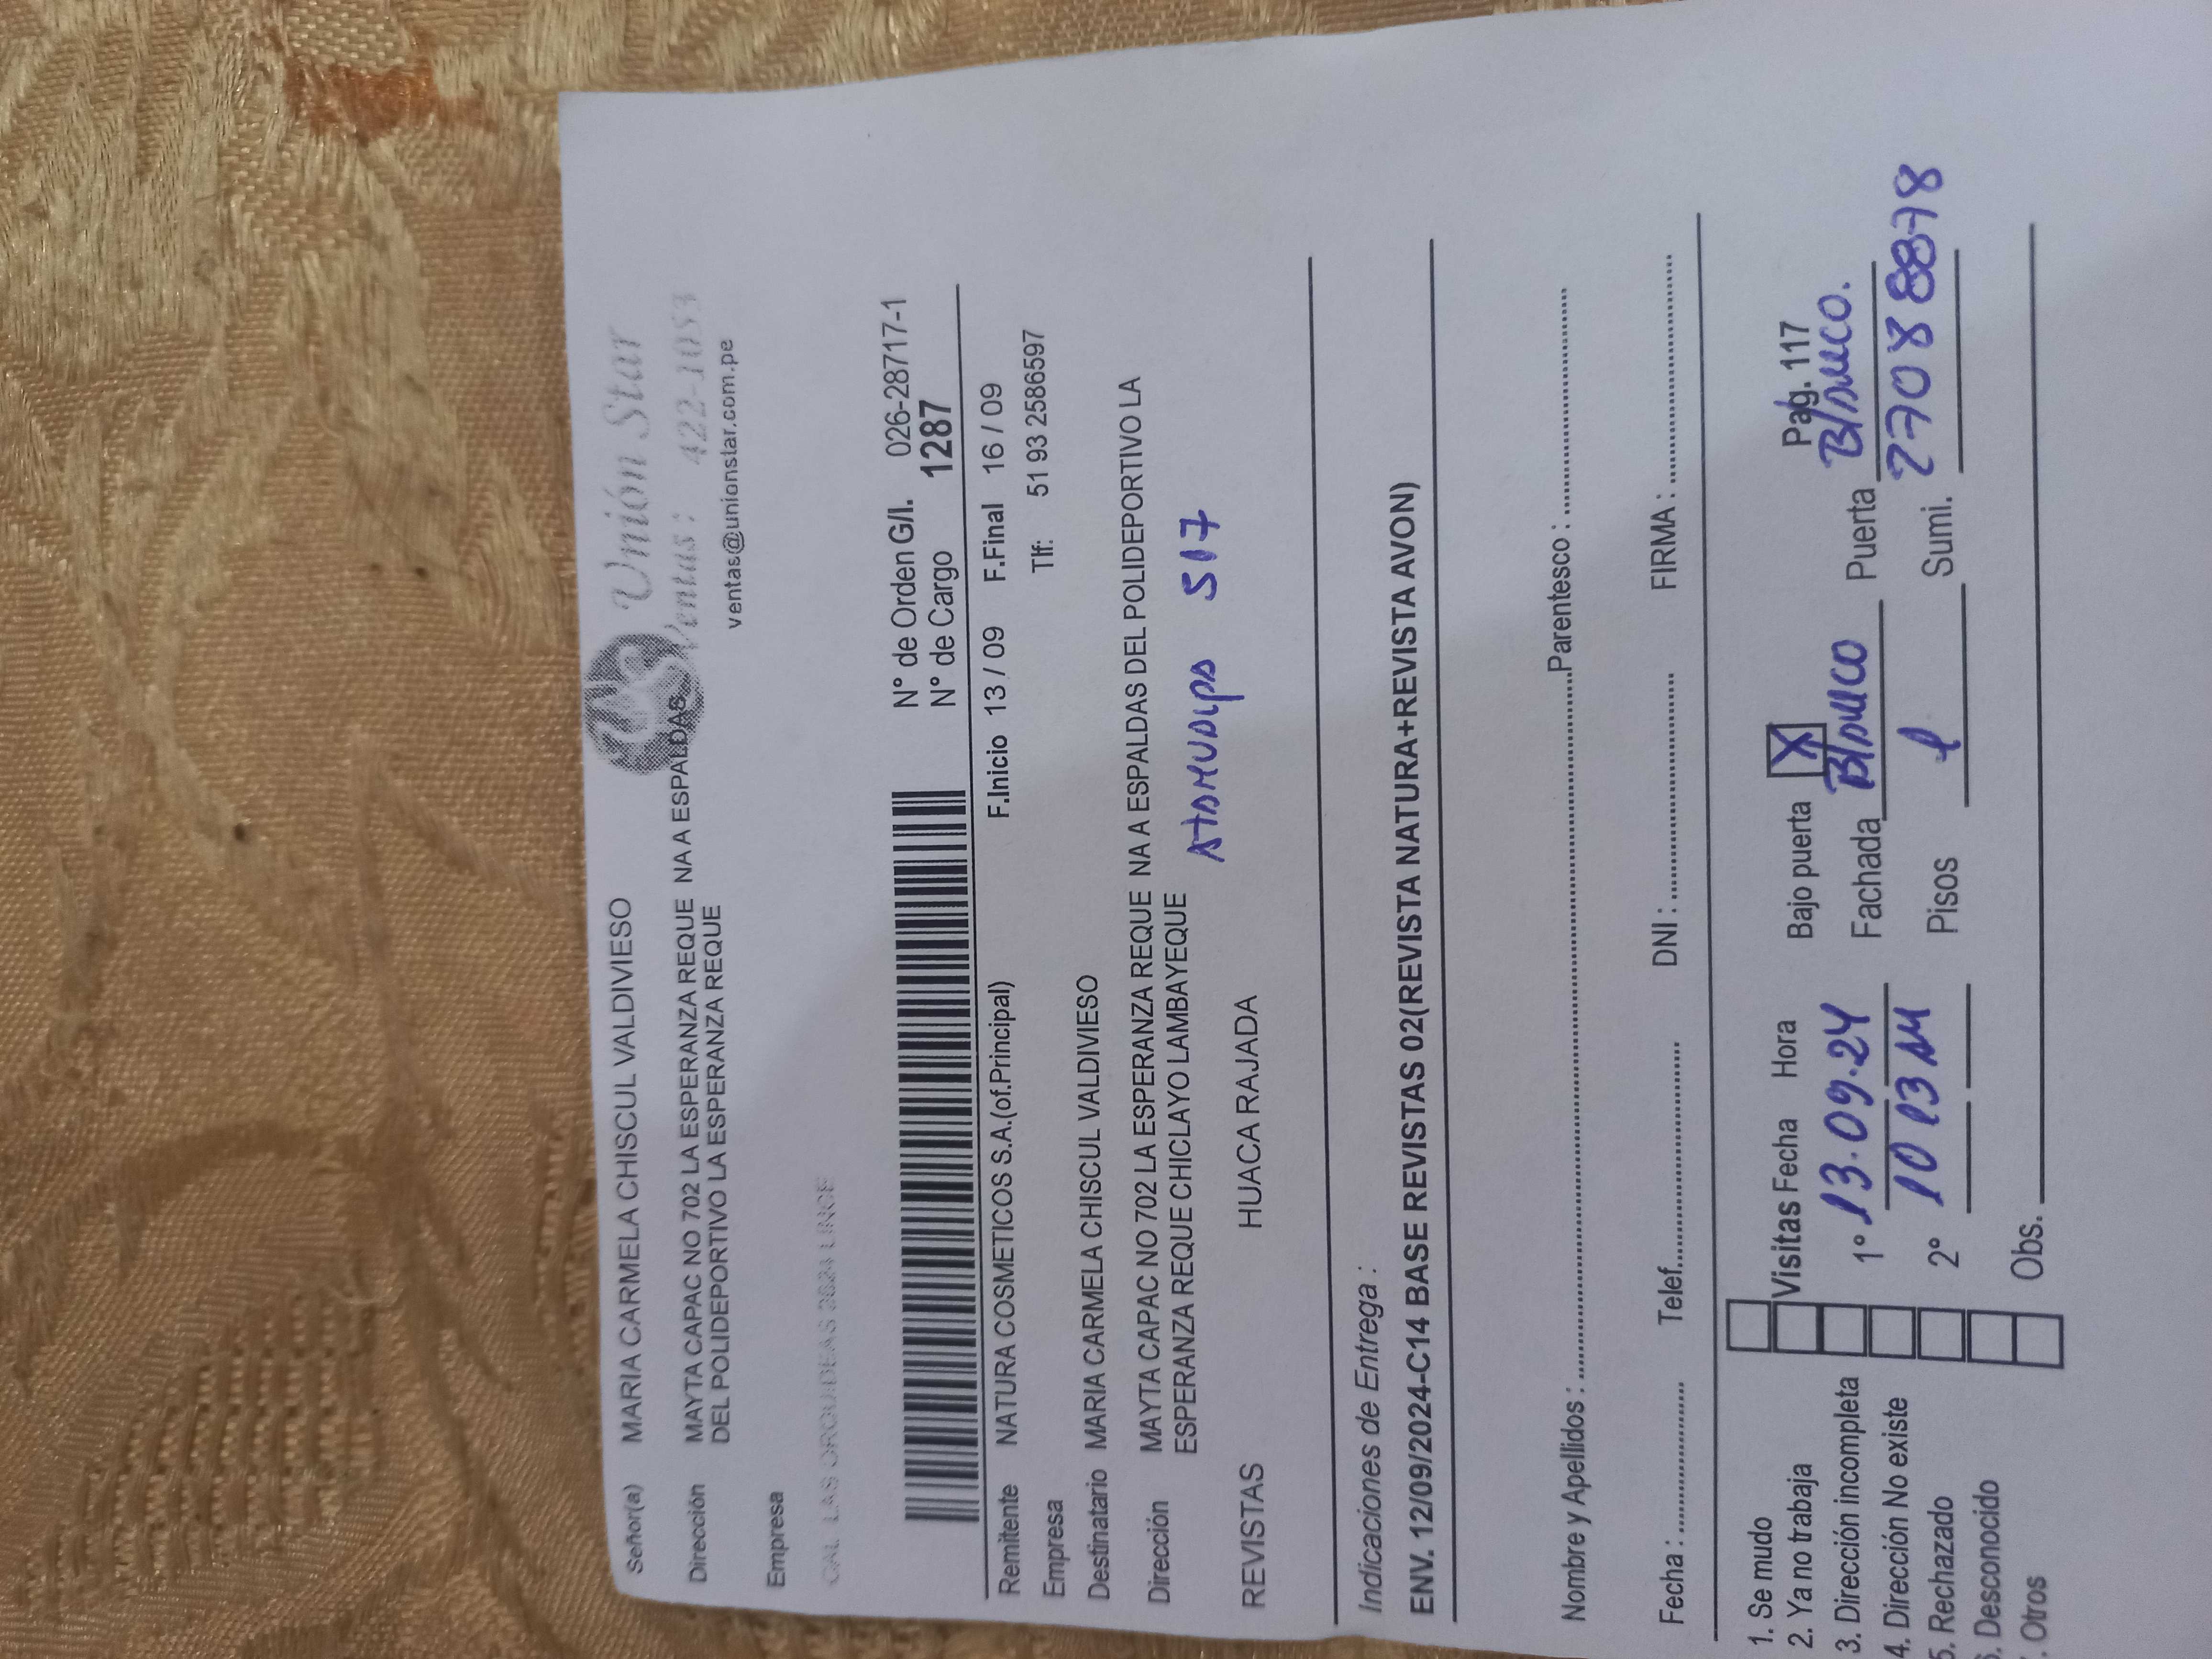 Unión Star
Señor(a) MARIA CARMELA CHISCUL VALDIVIESO
Ventas: 422-1053
Dirección MAYTA CAPAC NO 702 LA ESPERANZA REQUE NA A ESPALDAS
DEL POLIDEPORTIVO LA ESPERANZA REQUE
ventas@unionstar.com.pe
Empresa
CAL LAS ORQUIDEAS 2624 LINCE
N° de Orden G/I. 026-28717-1
N° de Cargo 1287
Remitente NATURA COSMETICOS S.A.(of.Principal) F.Inicio 13 / 09 F.Final 16 / 09
Empresa Tlf: 51 93 2586597
Destinatario MARIA CARMELA CHISCUL VALDIVIESO
Dirección MAYTA CAPAC NO 702 LA ESPERANZA REQUE NA A ESPALDAS DEL POLIDEPORTIVO LA
ESPERANZA REQUE CHICLAYO LAMBAYEQUE
517
REVISTAS HUACA RAJADA
Indicaciones de Entrega :
ENV. 12/09/2024-C14 BASE REVISTAS 02(REVISTA NATURA+REVISTA AVON)
Nombre y Apellidos : Parentesco :
Fecha : Telef. DNI : FIRMA :
1. Se mudo
2. Ya no trabaja
3. Dirección incompleta
4. Dirección No existe
5. Rechazado
6. Desconocido
. Otros
Visitas Fecha Hora
1° 13.09.24
10 13 AM
2°
Obs.
Bajo puerta X Pag. 117
Fachada Blanco Puerta Blanco.
Pisos 1 Sumi. 27088878